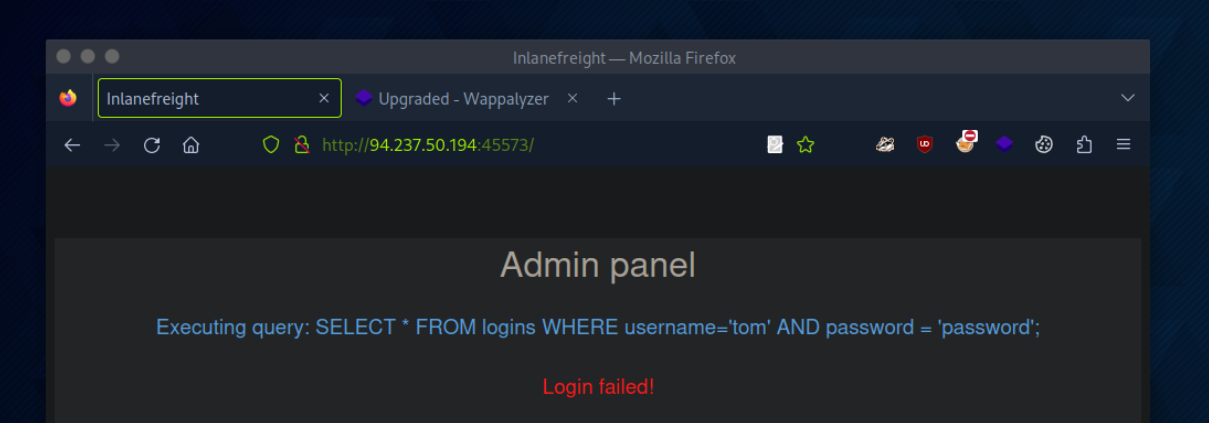 Inlanefreight — Mozilla Firefox
Inlanefreight × Upgraded - Wappalyzer × +
http://94.237.50.194:45573/
Admin panel
Executing query: SELECT * FROM logins WHERE username='tom' AND password = 'password';
Login failed!